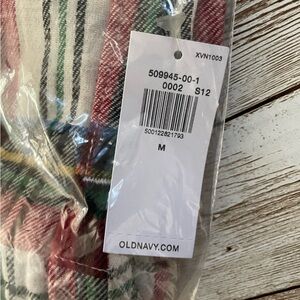 XVN1003
509945-00-1
0002 S12
500122821793
M
OLDNAVY.COM